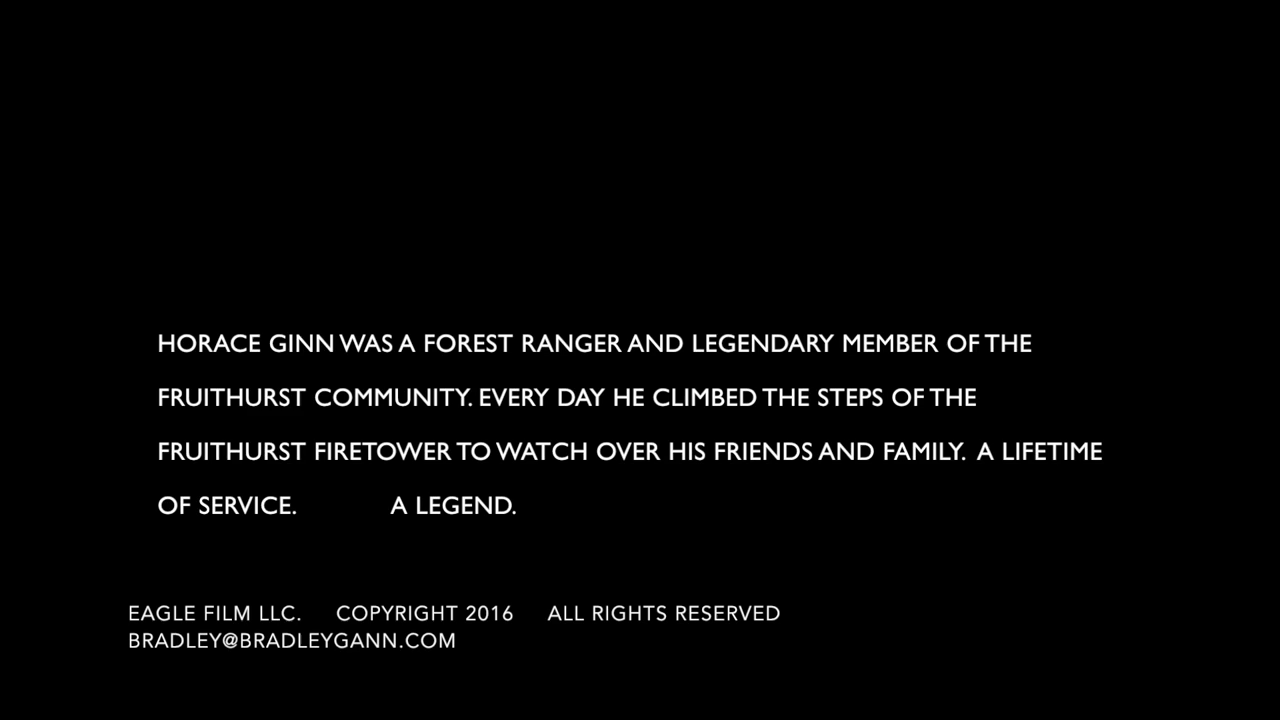 HORACE GINN WAS A FOREST RANGER AND LEGENDARY MEMBER OF THE
FRUITHURST COMMUNITY. EVERY DAY HE CLIMBED THE STEPS OF THE
FRUITHURST FIRETOWER TO WATCH OVER HIS FRIENDS AND FAMILY. A LIFETIME
OF SERVICE. A LEGEND.
EAGLE FILM LLC. COPYRIGHT 2016 ALL RIGHTS RESERVED
BRADLEY@BRADLEYGANN.COM